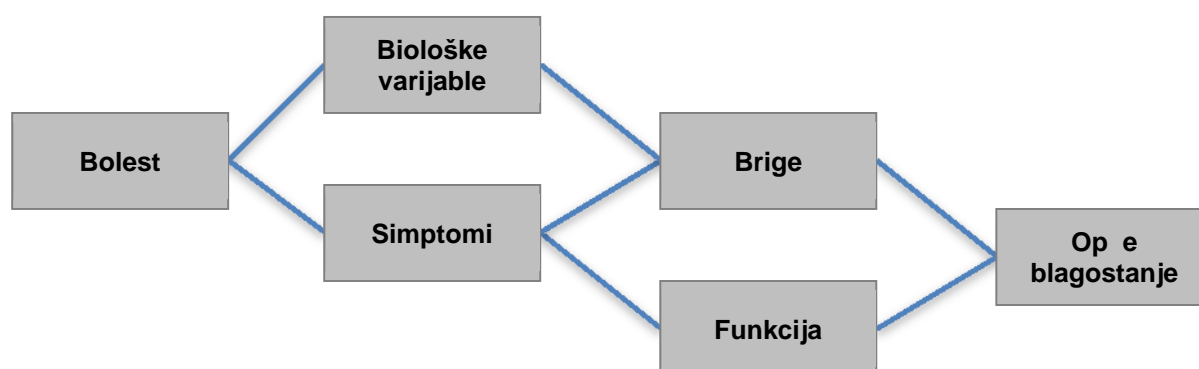 Bolest
Biološke
varijable
Simptomi
Brige
Funkcija
Op e
blagostanje